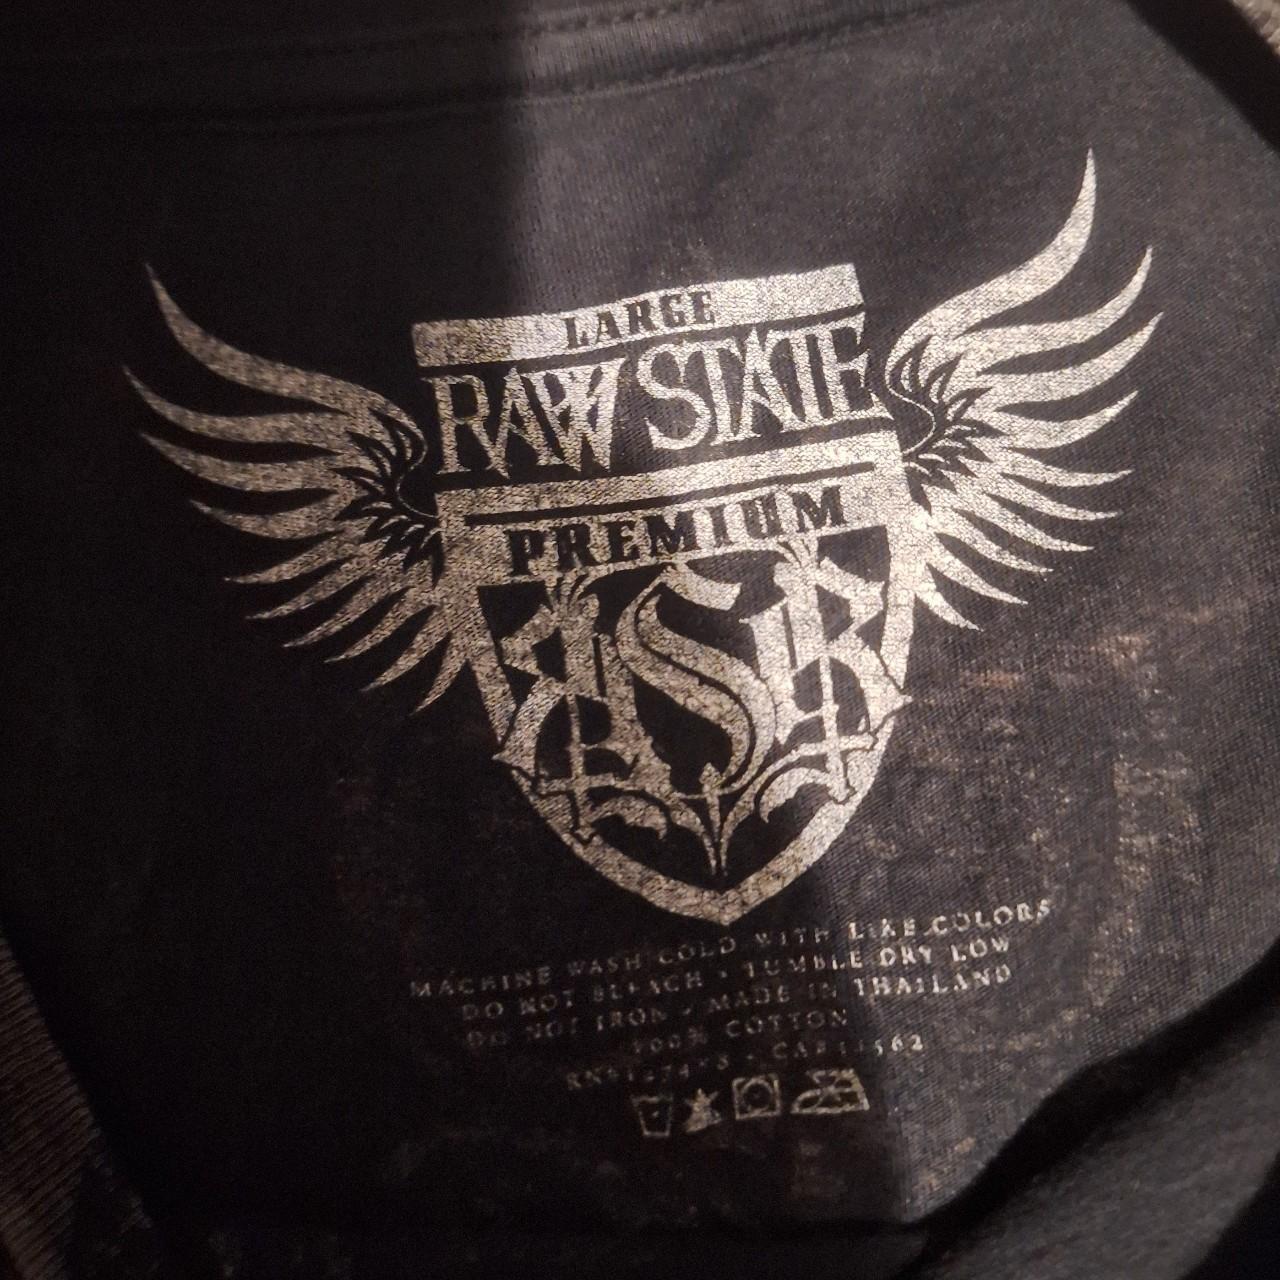 LARGE
RAW STATE
PREMIUM
RSR
MACHINE WASH COLD WITH LIKE COLORS
DO NOT BLEACH • TUMBLE DRY LOW
DO NOT IRON • MADE IN THAILAND
100% COTTON